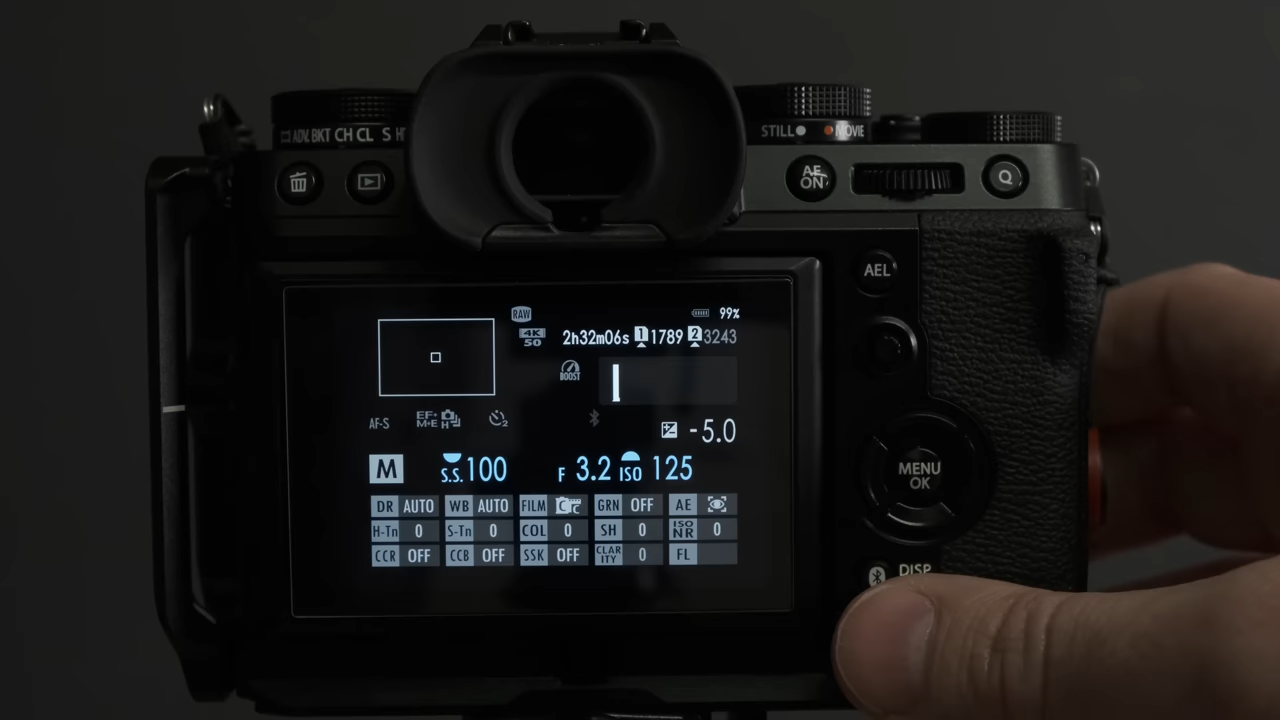 ADV. BKT CH CL S H
STILL MOVIE
AE
ON
Q
AEL
RAW
99%
4K
50
2h32m06s 1 1789 2 3243
BOOST
AF-S
EF:
M+E H
2
-5.0
M S.S. 100 F 3.2 ISO 125
DR AUTO WB AUTO FILM Cc GRN OFF AE
H-Tn 0 S-Tn 0 COL 0 SH 0 ISO NR 0
CCR OFF CCB OFF SSK OFF CLARITY 0 FL
MENU
OK
DISP